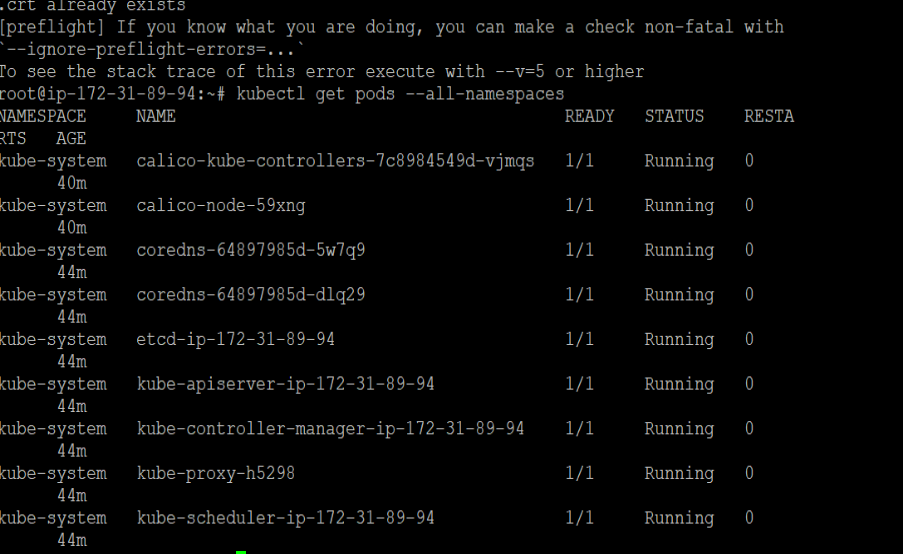 .crt already exists
[preflight] If you know what you are doing, you can make a check non-fatal with
`--ignore-preflight-errors=...`
To see the stack trace of this error execute with --v=5 or higher
root@ip-172-31-89-94:~# kubectl get pods --all-namespaces
NAMESPACE     NAME                                       READY   STATUS    RESTA
RTS   AGE
kube-system   calico-kube-controllers-7c8984549d-vjmqs   1/1     Running   0
      40m
kube-system   calico-node-59xng                          1/1     Running   0
      40m
kube-system   coredns-64897985d-5w7q9                    1/1     Running   0
      44m
kube-system   coredns-64897985d-dlq29                    1/1     Running   0
      44m
kube-system   etcd-ip-172-31-89-94                       1/1     Running   0
      44m
kube-system   kube-apiserver-ip-172-31-89-94             1/1     Running   0
      44m
kube-system   kube-controller-manager-ip-172-31-89-94    1/1     Running   0
      44m
kube-system   kube-proxy-h5298                           1/1     Running   0
      44m
kube-system   kube-scheduler-ip-172-31-89-94             1/1     Running   0
      44m